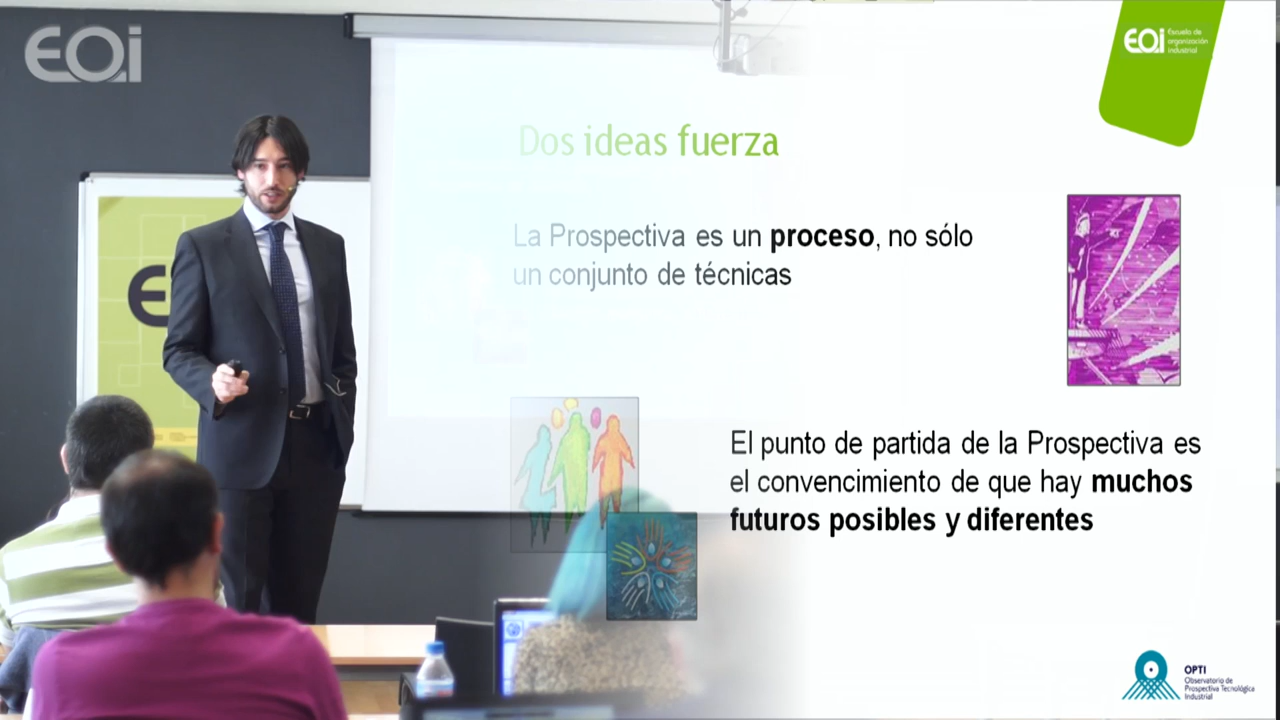 EOi
EOi Escuela de
organización
industrial
Dos ideas fuerza
La Prospectiva es un proceso, no sólo
un conjunto de técnicas
El punto de partida de la Prospectiva es
el convencimiento de que hay muchos
futuros posibles y diferentes
OPTI
Observatorio de
Prospectiva Tecnológica
Industrial